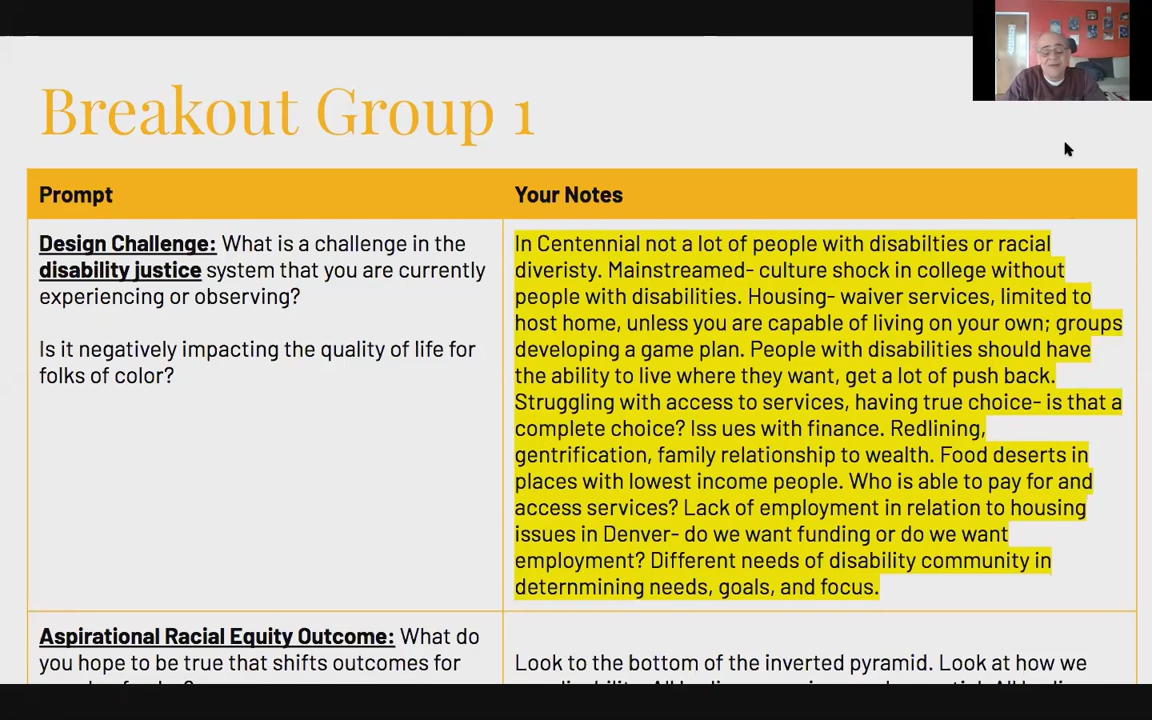 Breakout Group 1
Prompt
Your Notes
Design Challenge: What is a challenge in the
disability justice system that you are currently
experiencing or observing?
Is it negatively impacting the quality of life for
folks of color?
In Centennial not a lot of people with disabilties or racial
diveristy. Mainstreamed- culture shock in college without
people with disabilities. Housing- waiver services, limited to
host home, unless you are capable of living on your own; groups
developing a game plan. People with disabilities should have
the ability to live where they want, get a lot of push back.
Struggling with access to services, having true choice- is that a
complete choice? Iss ues with finance. Redlining,
gentrification, family relationship to wealth. Food deserts in
places with lowest income people. Who is able to pay for and
access services? Lack of employment in relation to housing
issues in Denver- do we want funding or do we want
employment? Different needs of disability community in
deternmining needs, goals, and focus.
Aspirational Racial Equity Outcome: What do
you hope to be true that shifts outcomes for
Look to the bottom of the inverted pyramid. Look at how we